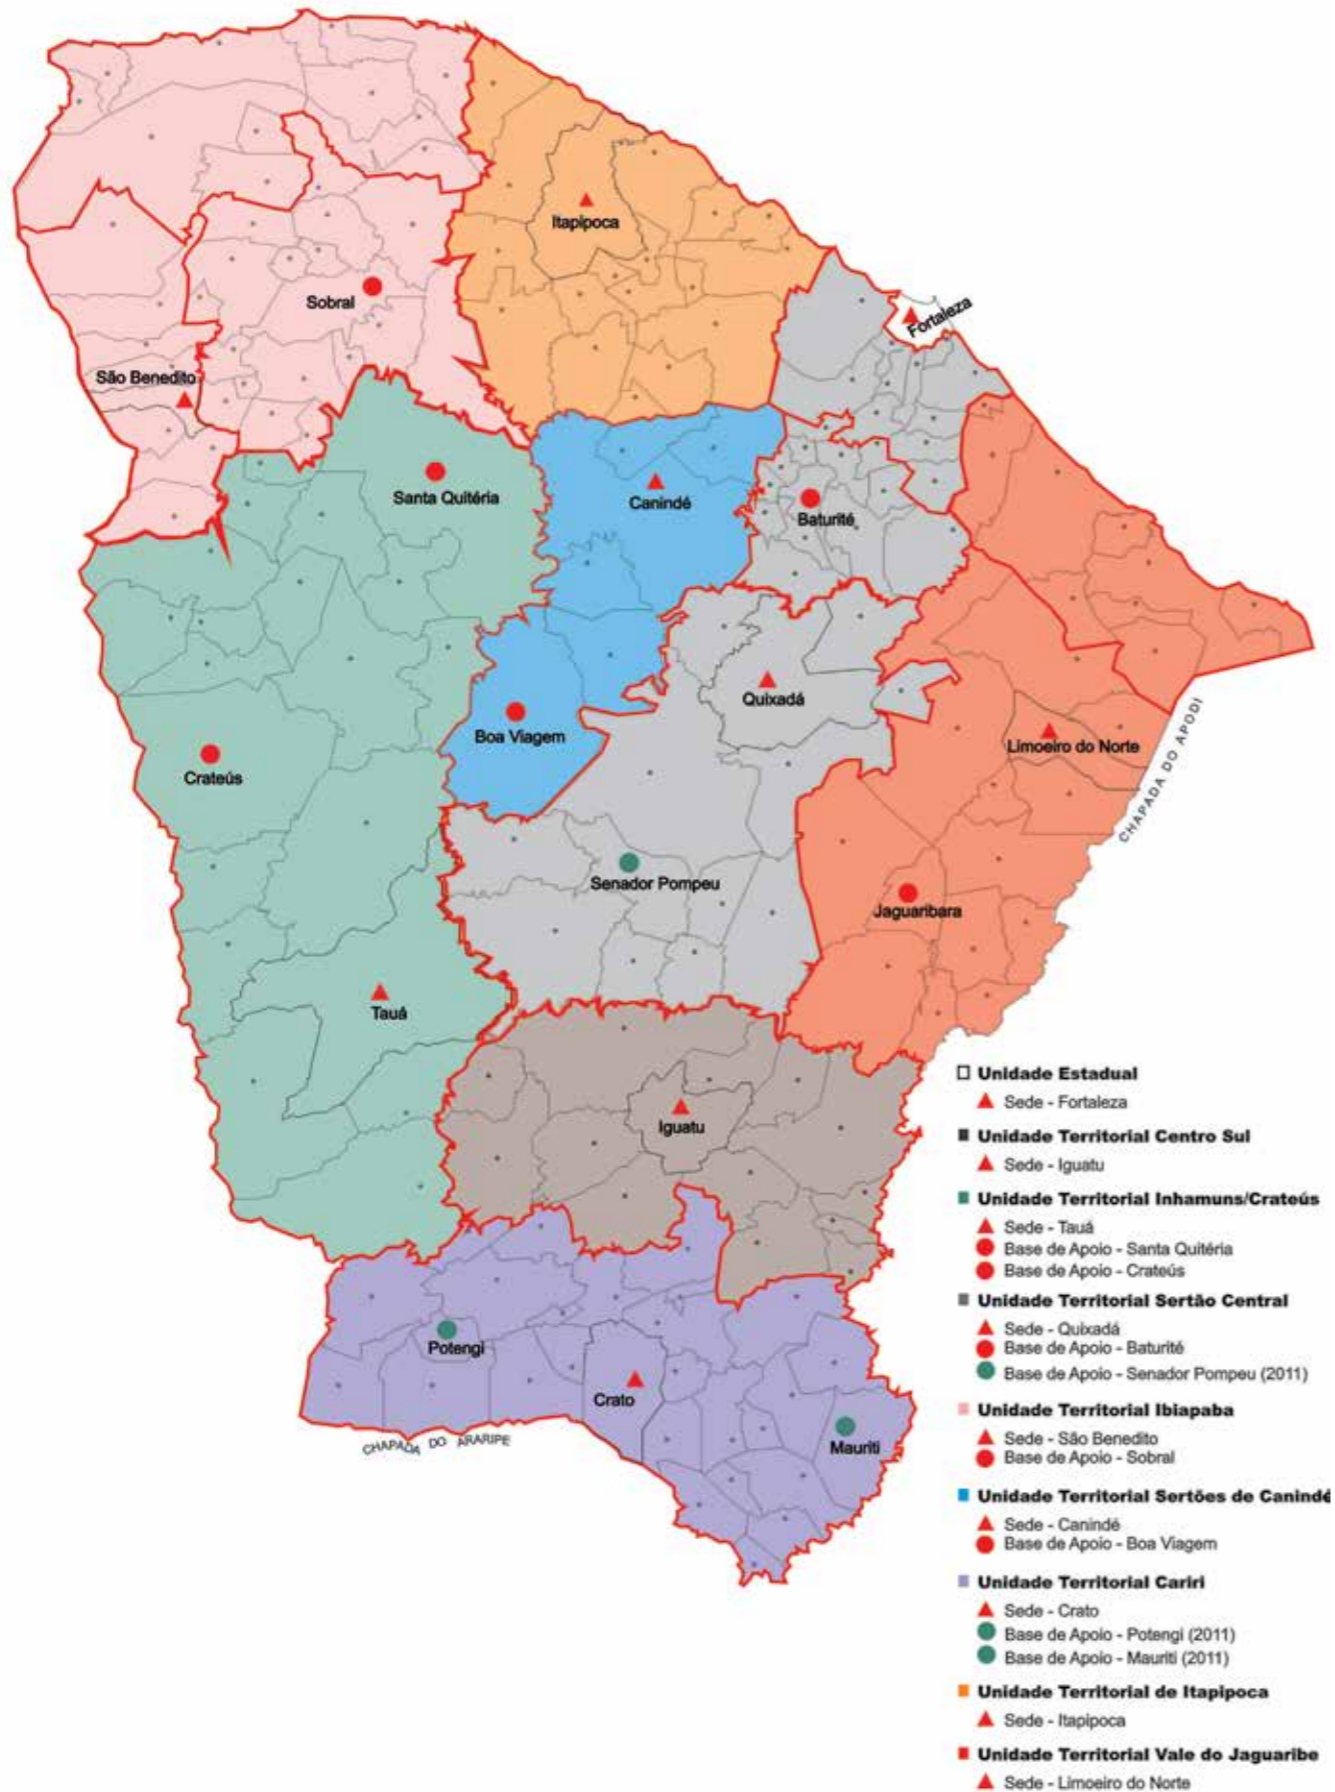 Itapipoca
Fortaleza
Sobral
São Benedito
Santa Quitéria
Canindé
Baturité
Quixadá
Boa Viagem
Limoeiro do Norte
Crateús
CHAPADA DO APODI
Senador Pompeu
Jaguaribara
Tauá
Iguatu
Potengi
Crato
Mauriti
CHAPADA DO ARARIPE
Unidade Estadual
Sede - Fortaleza
Unidade Territorial Centro Sul
Sede - Iguatu
Unidade Territorial Inhamuns/Crateús
Sede - Tauá
Base de Apoio - Santa Quitéria
Base de Apoio - Crateús
Unidade Territorial Sertão Central
Sede - Quixadá
Base de Apoio - Baturité
Base de Apoio - Senador Pompeu (2011)
Unidade Territorial Ibiapaba
Sede - São Benedito
Base de Apoio - Sobral
Unidade Territorial Sertões de Canindé
Sede - Canindé
Base de Apoio - Boa Viagem
Unidade Territorial Cariri
Sede - Crato
Base de Apoio - Potengi (2011)
Base de Apoio - Mauriti (2011)
Unidade Territorial de Itapipoca
Sede - Itapipoca
Unidade Territorial Vale do Jaguaribe
Sede - Limoeiro do Norte